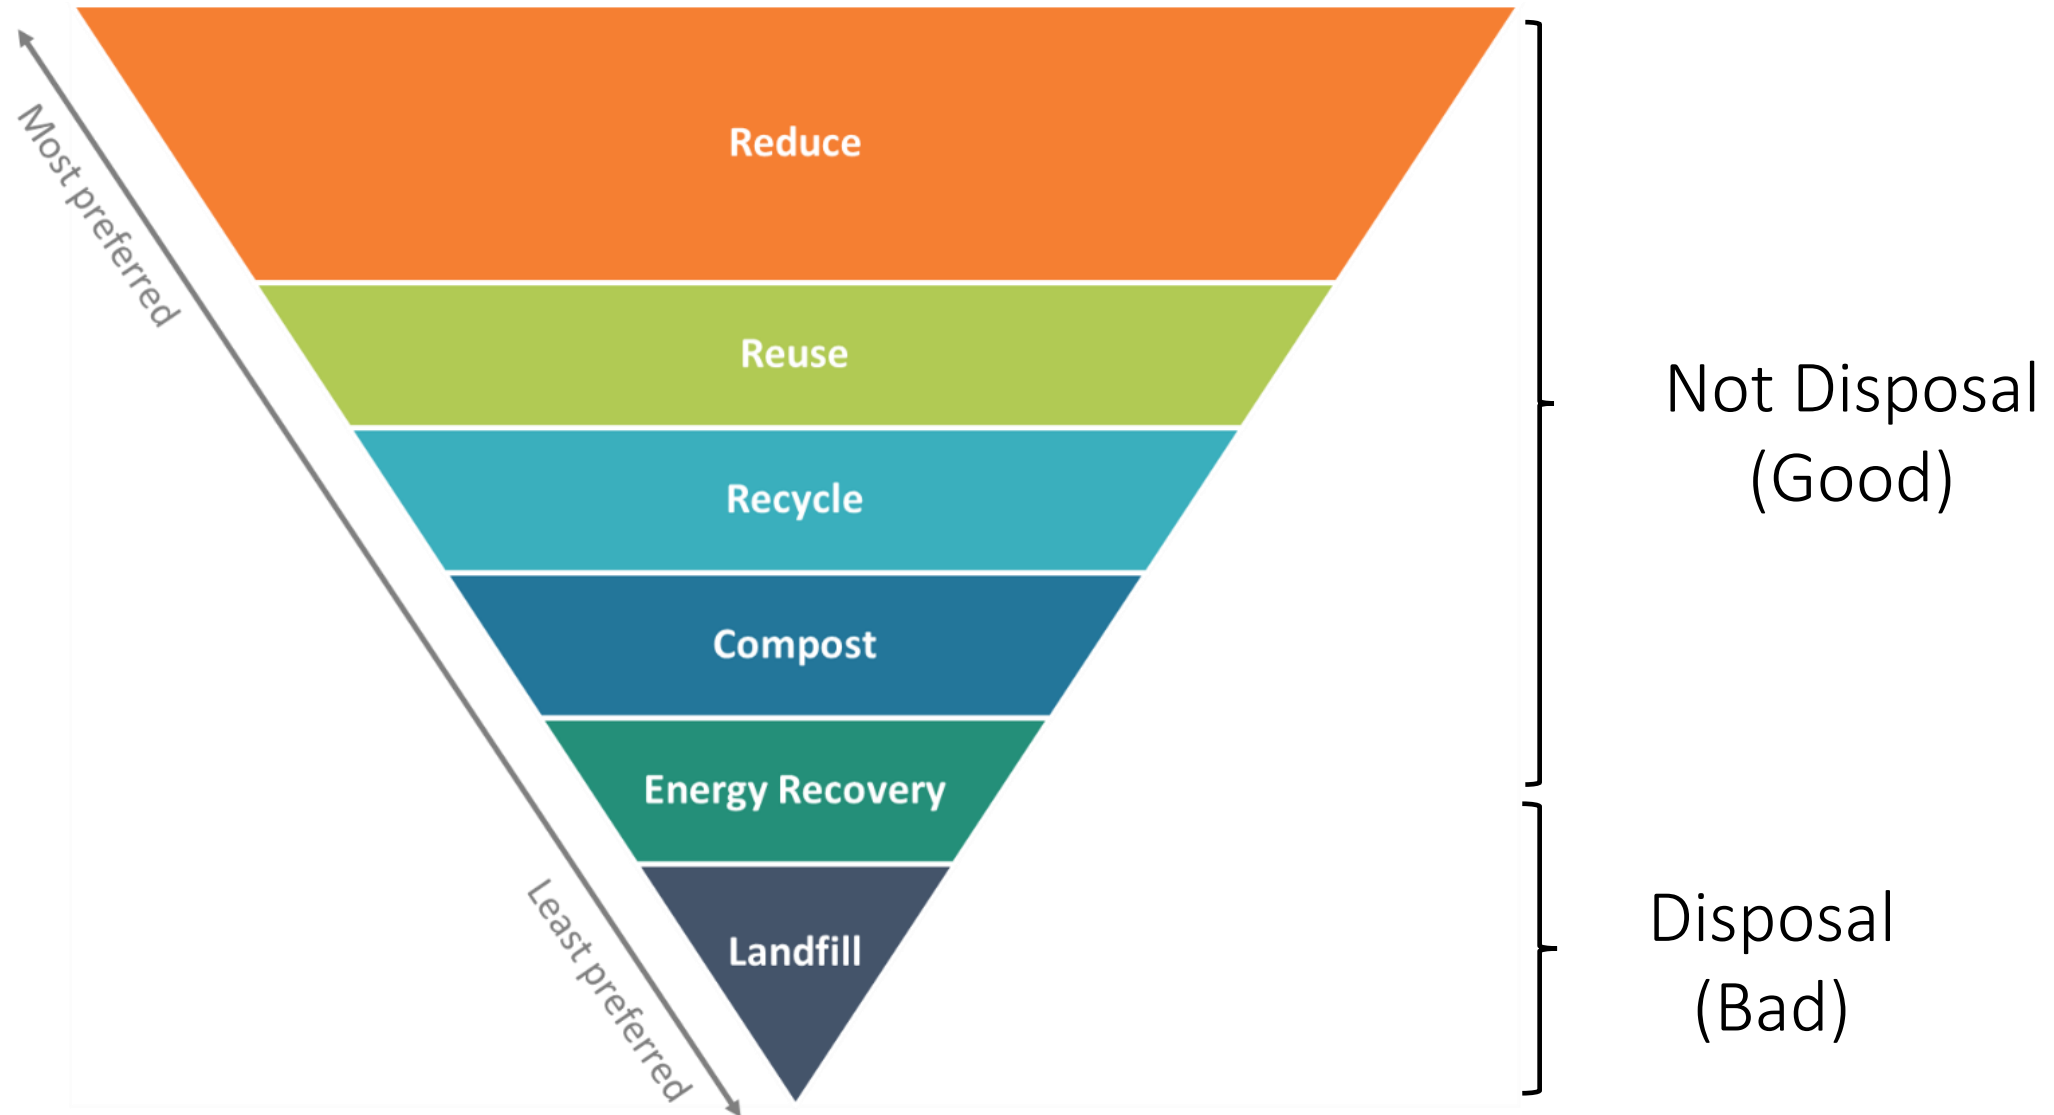 Most preferred
Reduce
Reuse
Recycle
Compost
Energy Recovery
Landfill
Least preferred
Not Disposal
(Good)
Disposal
(Bad)